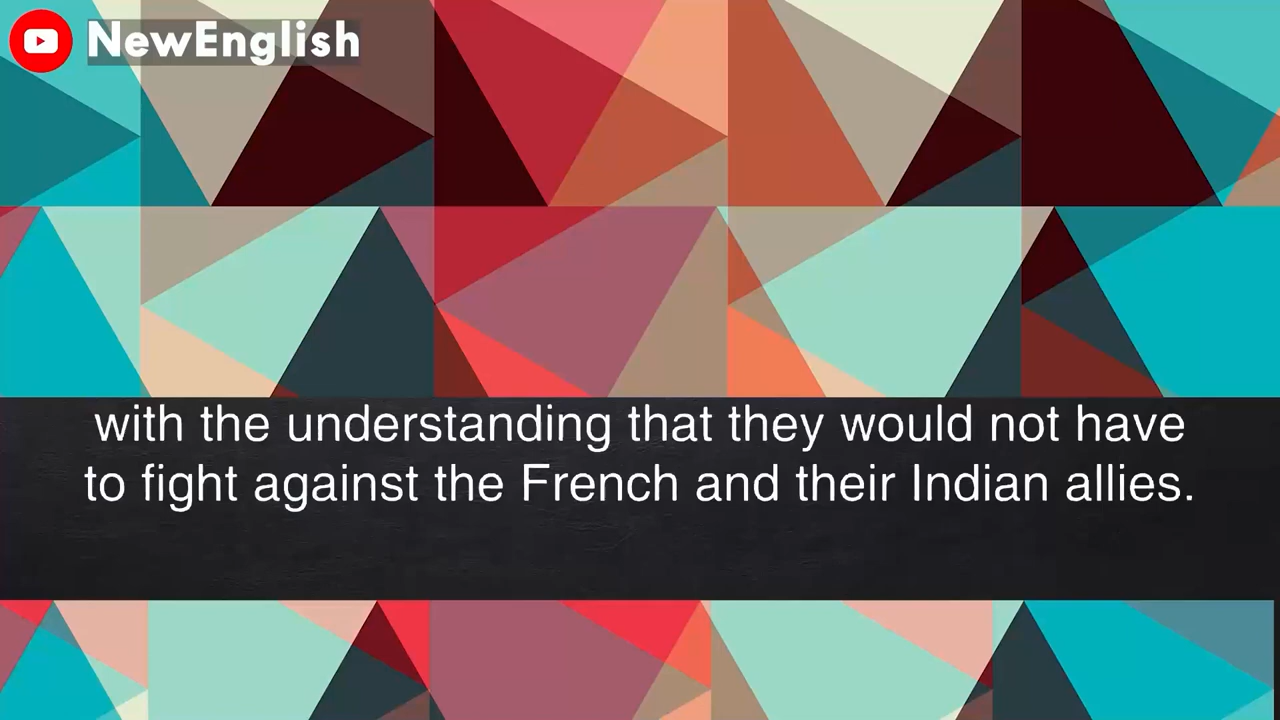 NewEnglish
with the understanding that they would not have
to fight against the French and their Indian allies.